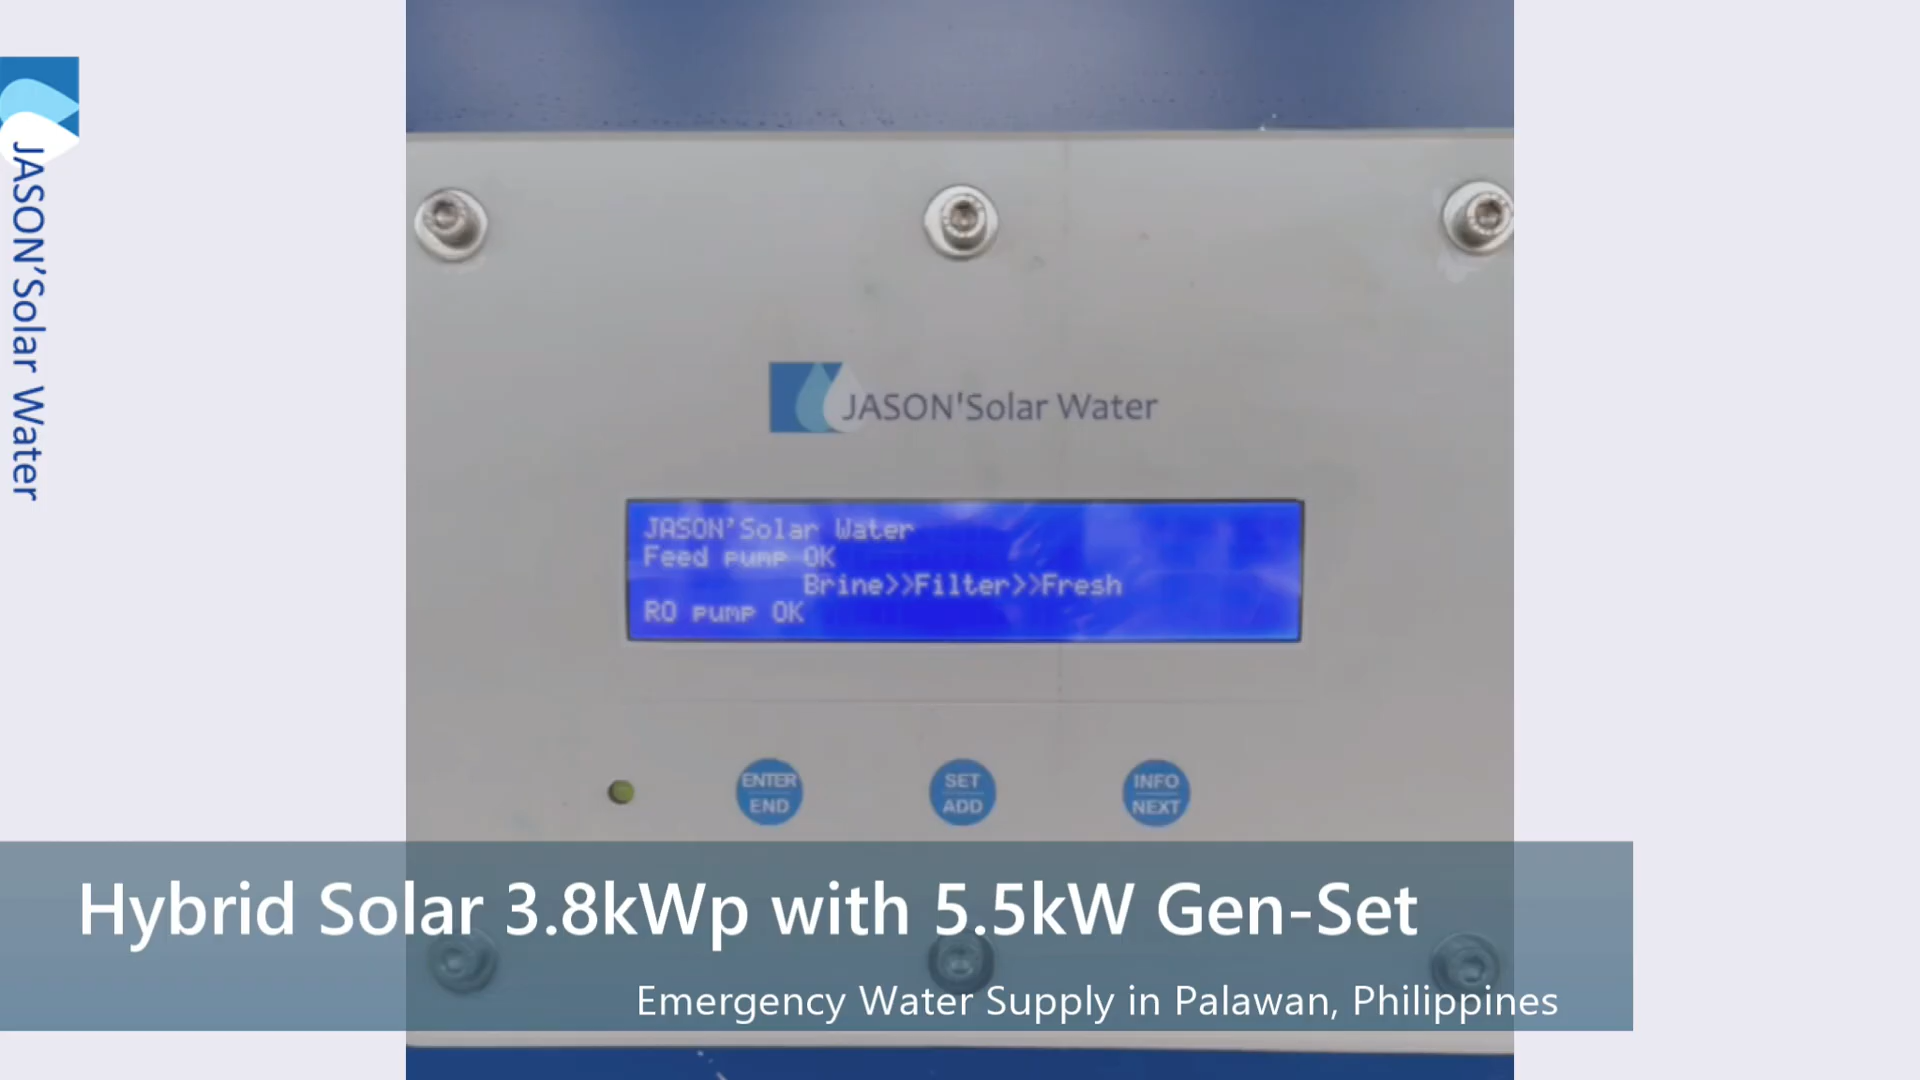 JASON'Solar Water
JASON'Solar Water
JASON'Solar Water
Feed pump OK
Brine>>Filter>>Fresh
RO pump OK
ENTER
END
SET
ADD
INFO
NEXT
Hybrid Solar 3.8kWp with 5.5kW Gen-Set
Emergency Water Supply in Palawan, Philippines